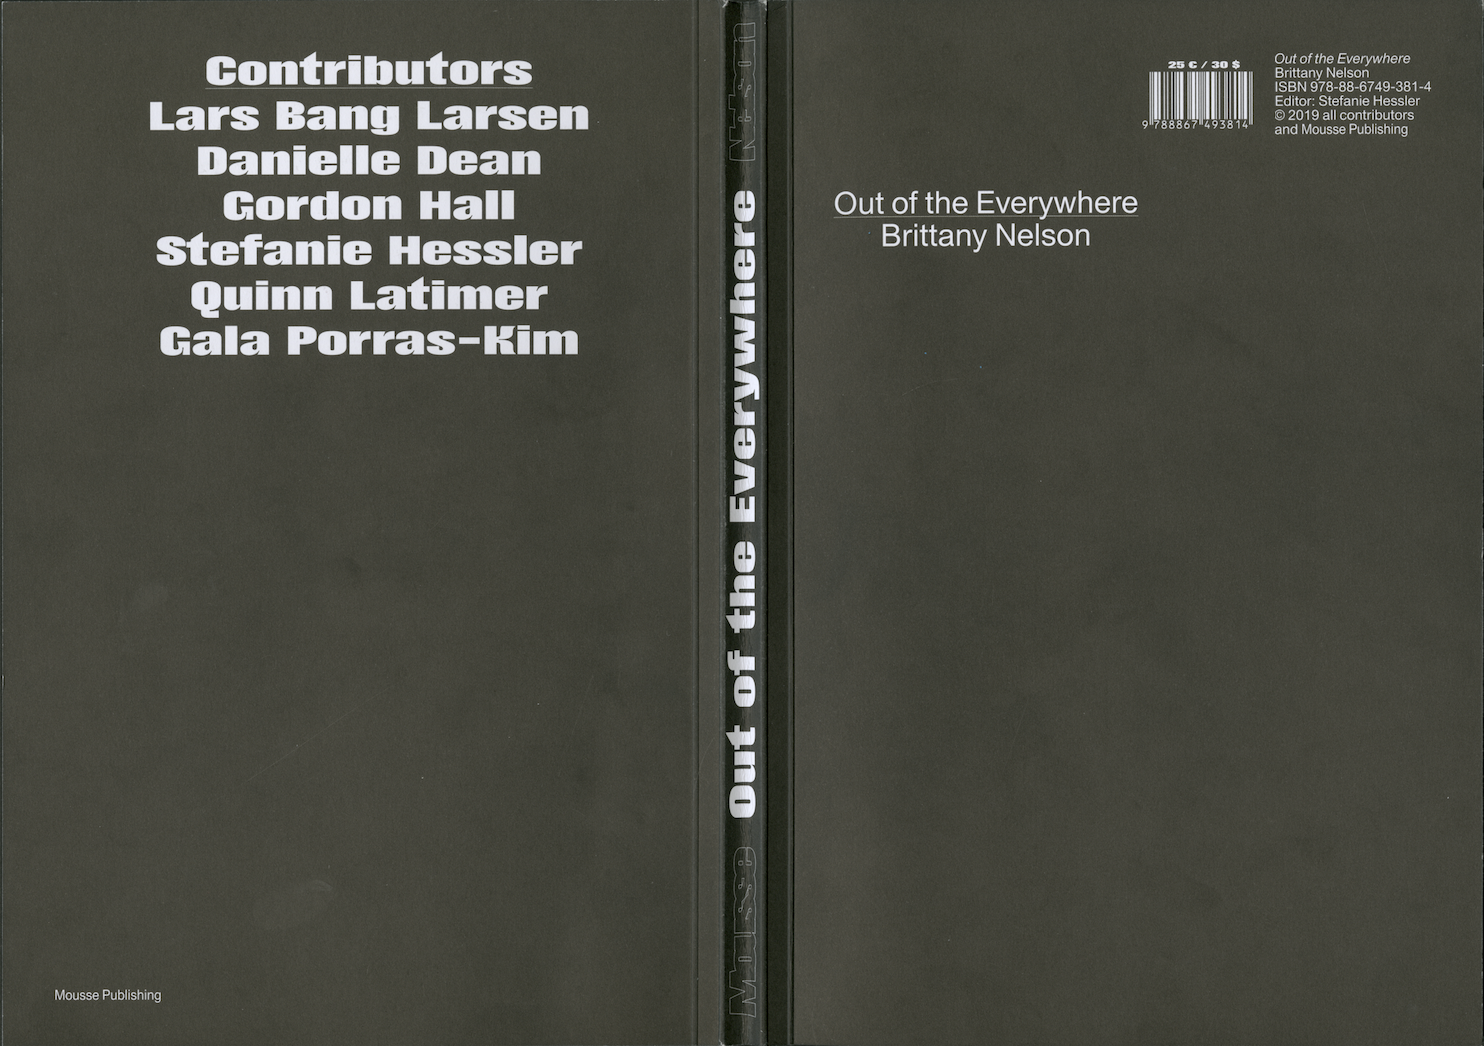 Contributors
Lars Bang Larsen
Danielle Dean
Gordon Hall
Stefanie Hessler
Quinn Latimer
Gala Porras-Kim
Mousse Publishing
Mousse
Out of the Everywhere
Nelson
25 € / 30 $
9 788867 493814
Out of the Everywhere
Brittany Nelson
ISBN 978-88-6749-381-4
Editor: Stefanie Hessler
© 2019 all contributors
and Mousse Publishing
Out of the Everywhere
Brittany Nelson